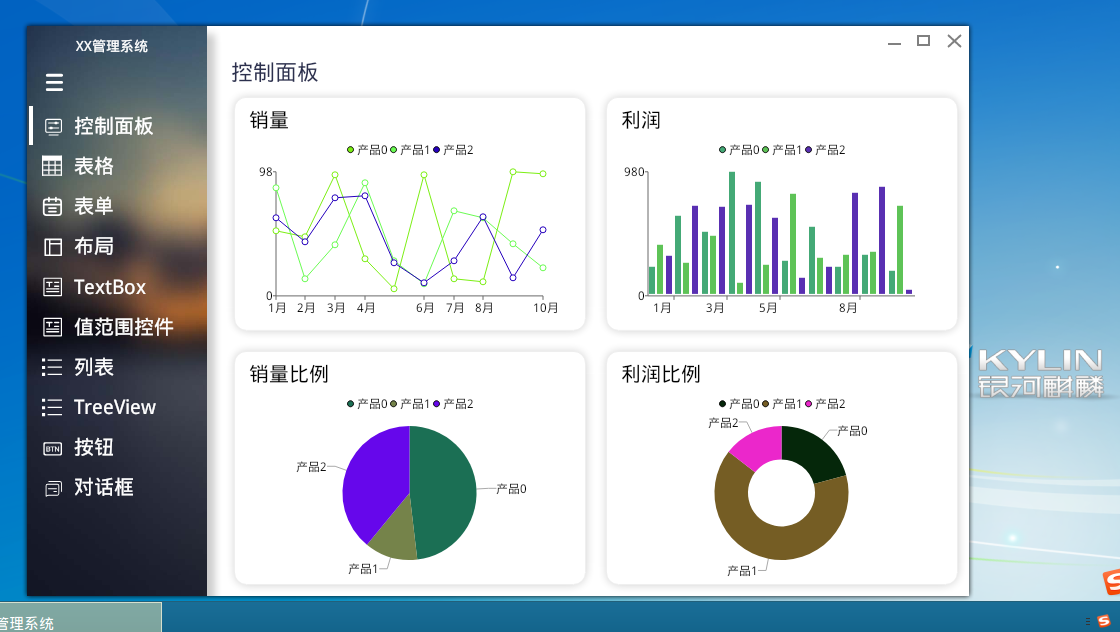 XX管理系统
控制面板
表格
表单
布局
TextBox
值范围控件
列表
TreeView
BTN 按钮
对话框
控制面板
销量
产品0 产品1 产品2
98
0
1月 2月 3月 4月 6月 7月 8月 10月
利润
产品0 产品1 产品2
980
0
1月 3月 5月 8月
销量比例
产品0 产品1 产品2
产品2
产品0
产品1
利润比例
产品0 产品1 产品2
产品2
产品0
产品1
KYLIN
银河麒麟
管理系统